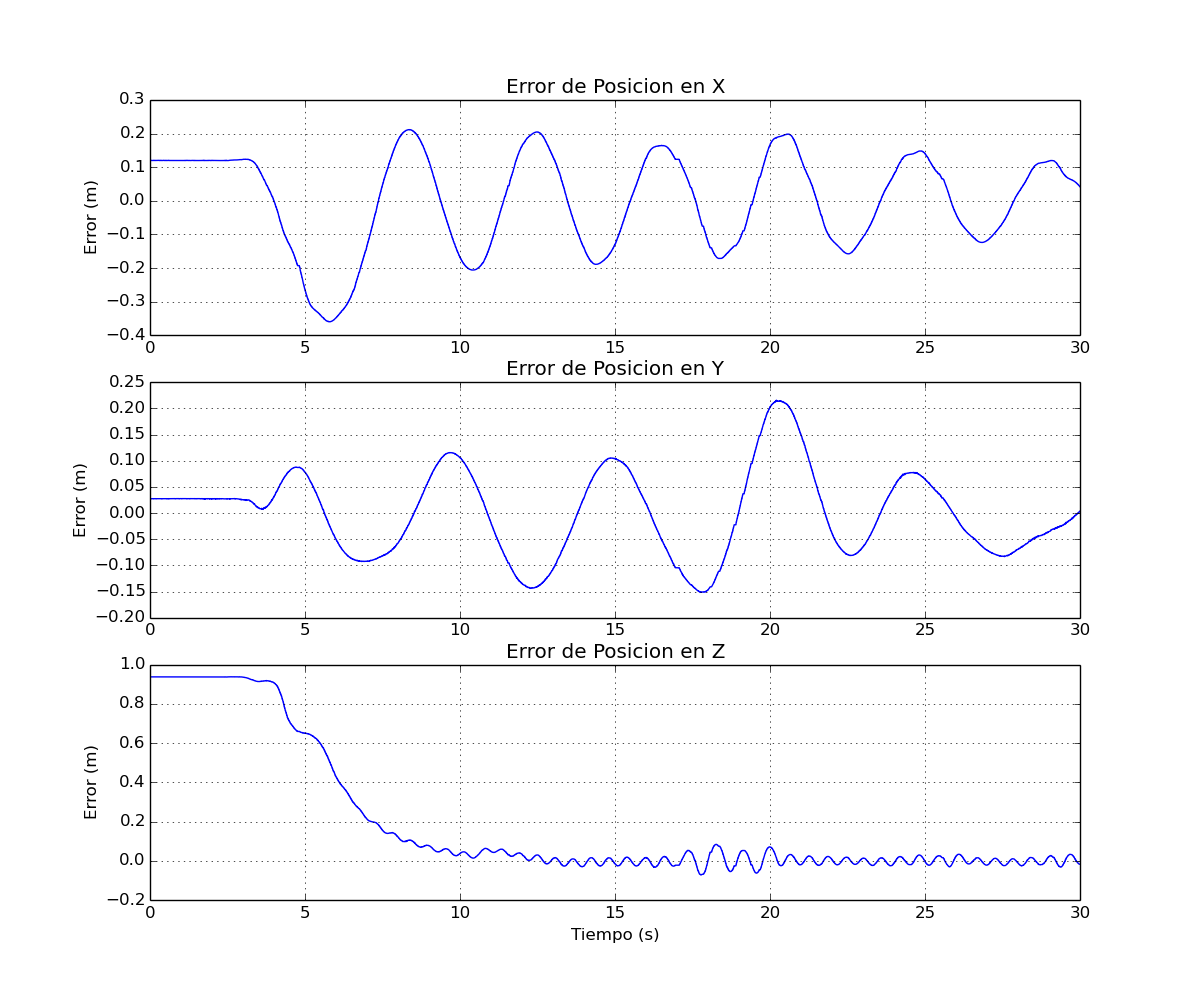 Error de Posicion en X
0.3
0.2
0.1
0.0
−0.1
−0.2
−0.3
−0.4
Error (m)
0 5 10 15 20 25 30
Error de Posicion en Y
0.25
0.20
0.15
0.10
0.05
0.00
−0.05
−0.10
−0.15
−0.20
Error (m)
0 5 10 15 20 25 30
Error de Posicion en Z
1.0
0.8
0.6
0.4
0.2
0.0
−0.2
Error (m)
0 5 10 15 20 25 30
Tiempo (s)